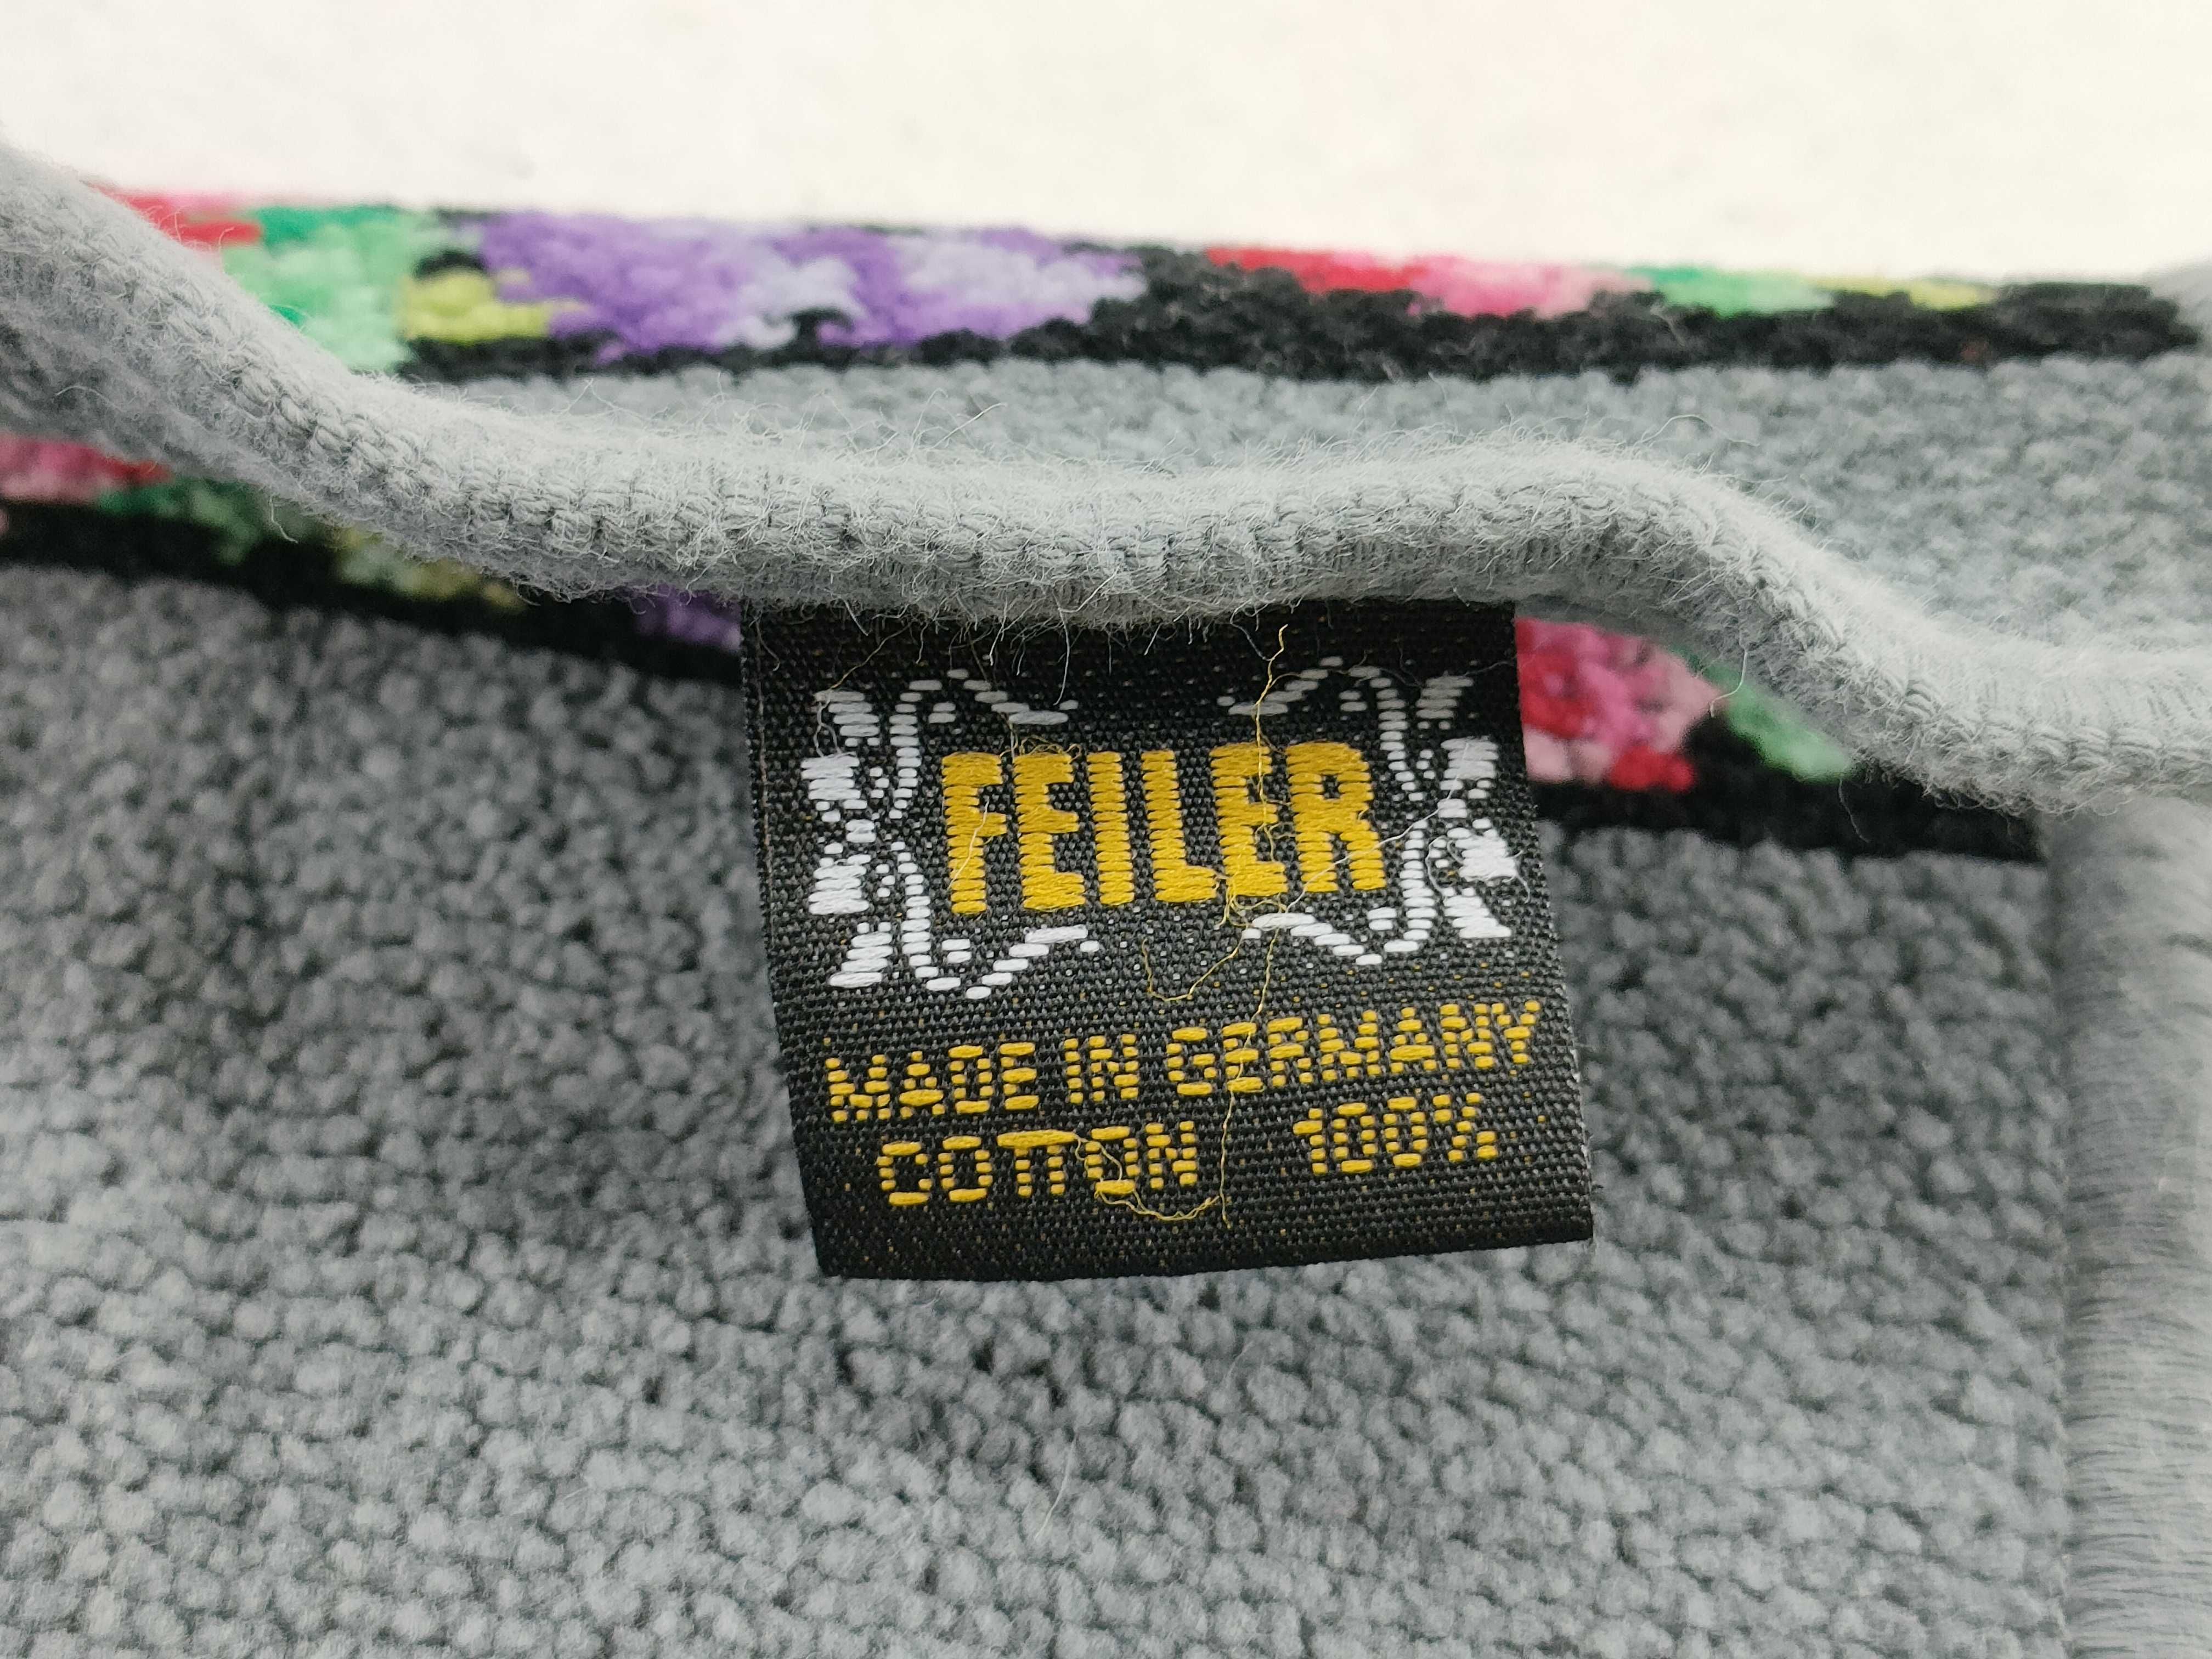 FEILER
MADE IN GERMANY
COTTON 100%